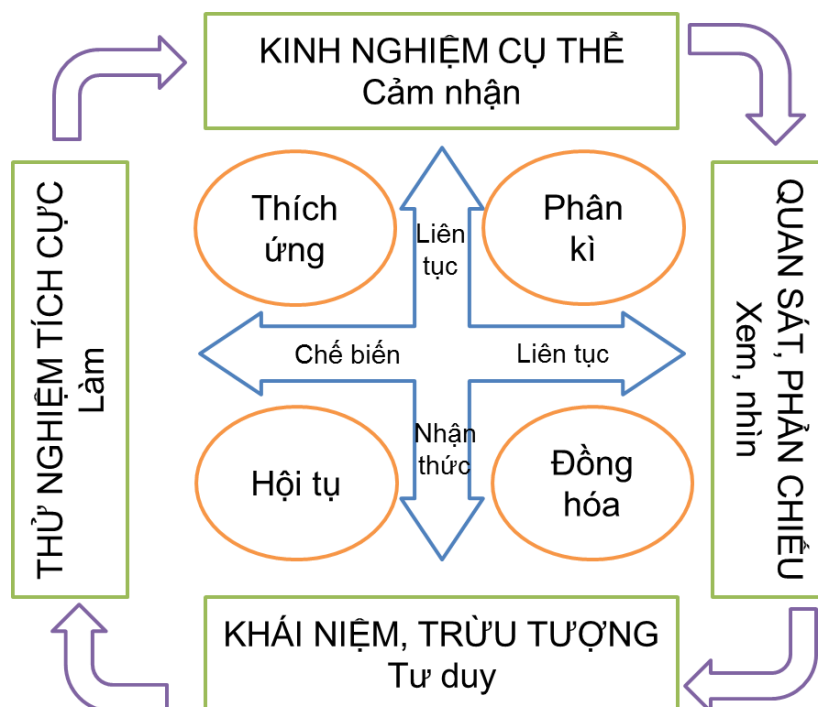 KINH NGHIỆM CỤ THỂ
Cảm nhận
THỬ NGHIỆM TÍCH CỰC
Làm
Thích
ứng
Liên
tục
Phân
kì
QUAN SÁT, PHẢN CHIẾU
Xem, nhìn
Chế biến
Liên tục
Hội tụ
Nhận
thức
Đồng
hóa
KHÁI NIỆM, TRỪU TƯỢNG
Tư duy